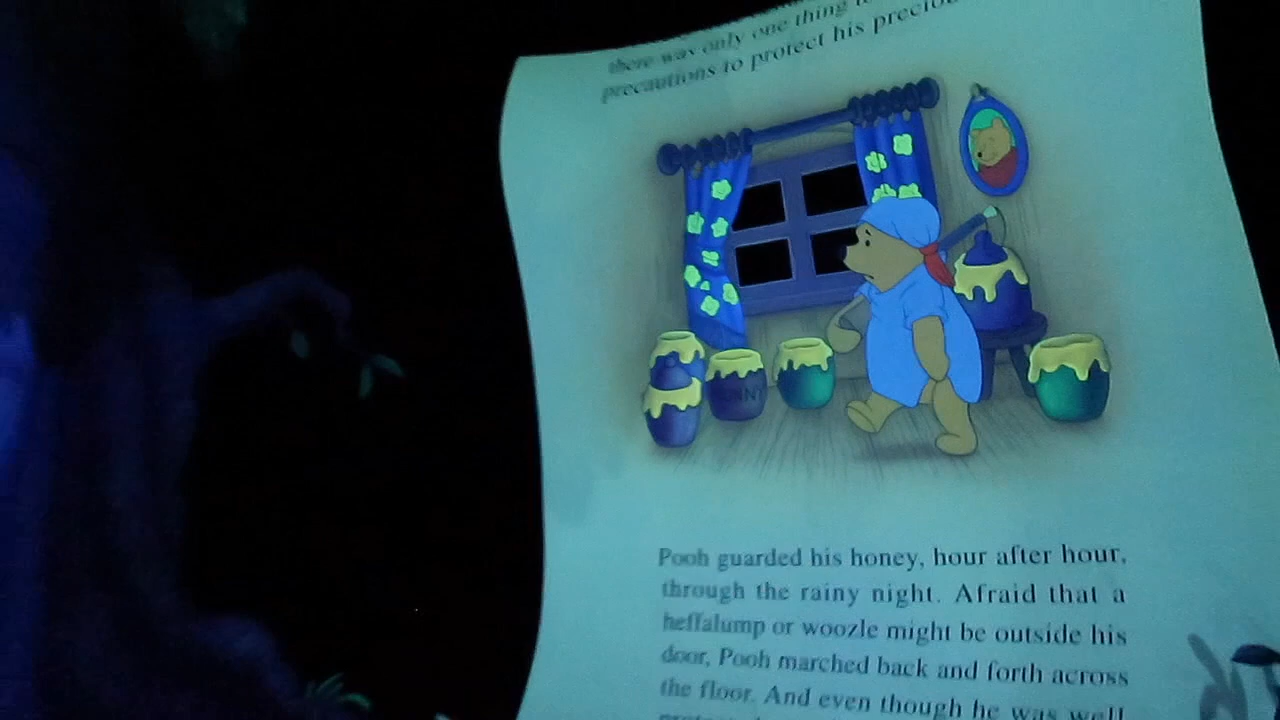 there was only one thing
precautions to protect his
Pooh guarded his honey, hour after hour,
through the rainy night. Afraid that a
heffalump or woozle might be outside his
door, Pooh marched back and forth across
the floor. And even though he was well